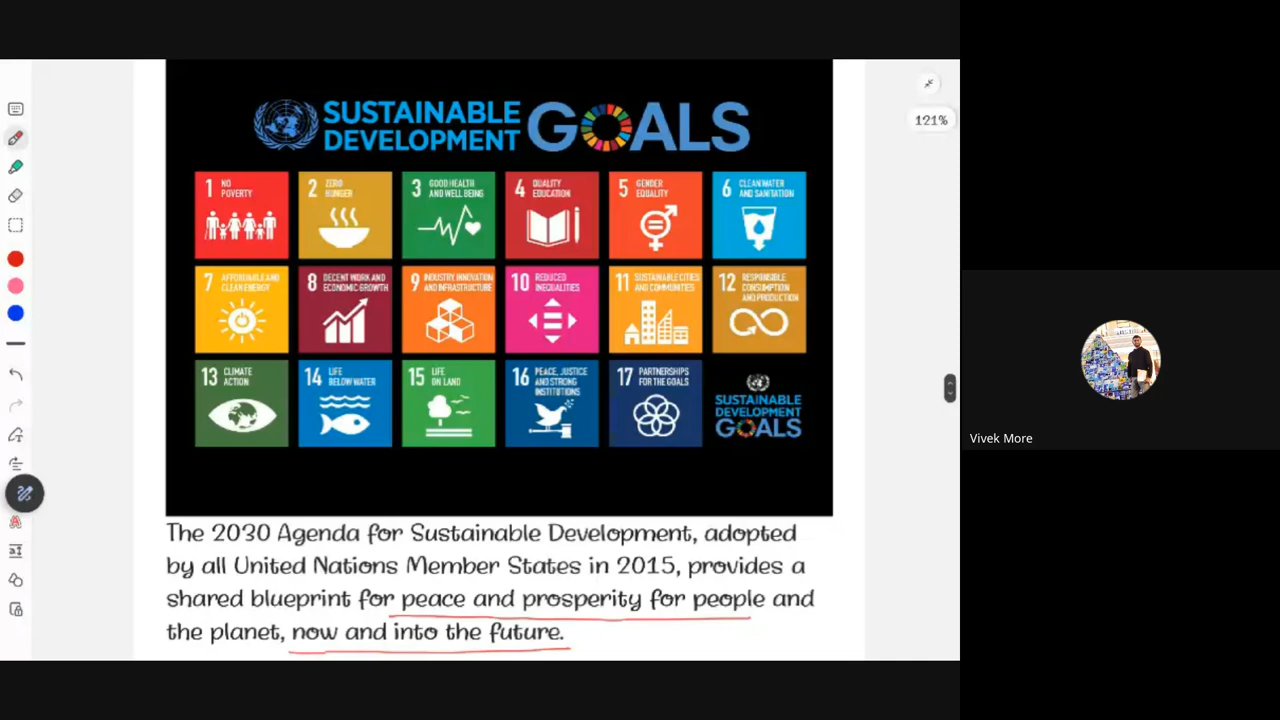 SUSTAINABLE
DEVELOPMENT
GOALS
121%
1 NO
POVERTY
2 ZERO
HUNGER
3 GOOD HEALTH
AND WELL BEING
4 QUALITY
EDUCATION
5 GENDER
EQUALITY
6 CLEAN WATER
AND SANITATION
7 AFFORDABLE AND
CLEAN ENERGY
8 DECENT WORK AND
ECONOMIC GROWTH
9 INDUSTRY, INNOVATION
AND INFRASTRUCTURE
10 REDUCED
INEQUALITIES
11 SUSTAINABLE CITIES
AND COMMUNITIES
12 RESPONSIBLE
CONSUMPTION
AND PRODUCTION
13 CLIMATE
ACTION
14 LIFE
BELOW WATER
15 LIFE
ON LAND
16 PEACE, JUSTICE
AND STRONG
INSTITUTIONS
17 PARTNERSHIPS
FOR THE GOALS
SUSTAINABLE
DEVELOPMENT
GOALS
The 2030 Agenda for Sustainable Development, adopted
by all United Nations Member States in 2015, provides a
shared blueprint for peace and prosperity for people and
the planet, now and into the future.
Vivek More